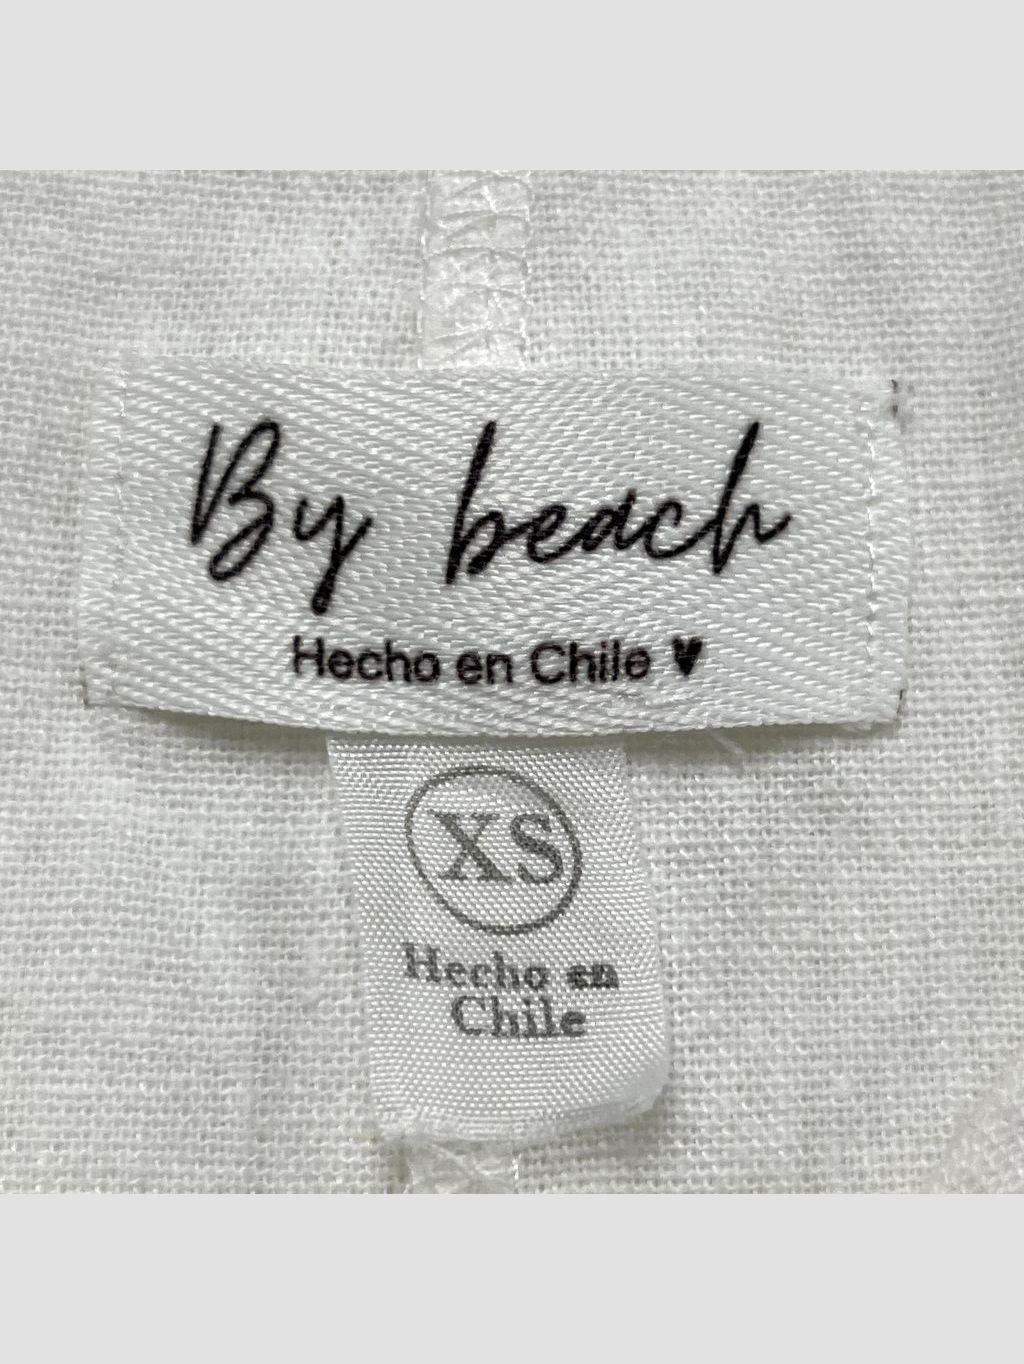 By beach
Hecho en Chile ♥
XS
Hecho en
Chile